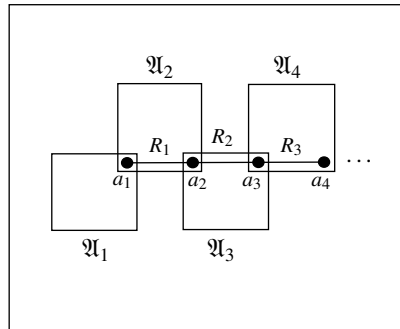 𝔄₂ 𝔄₄
R₁ R₂ R₃
a₁ a₂ a₃ a₄ ...
𝔄₁ 𝔄₃